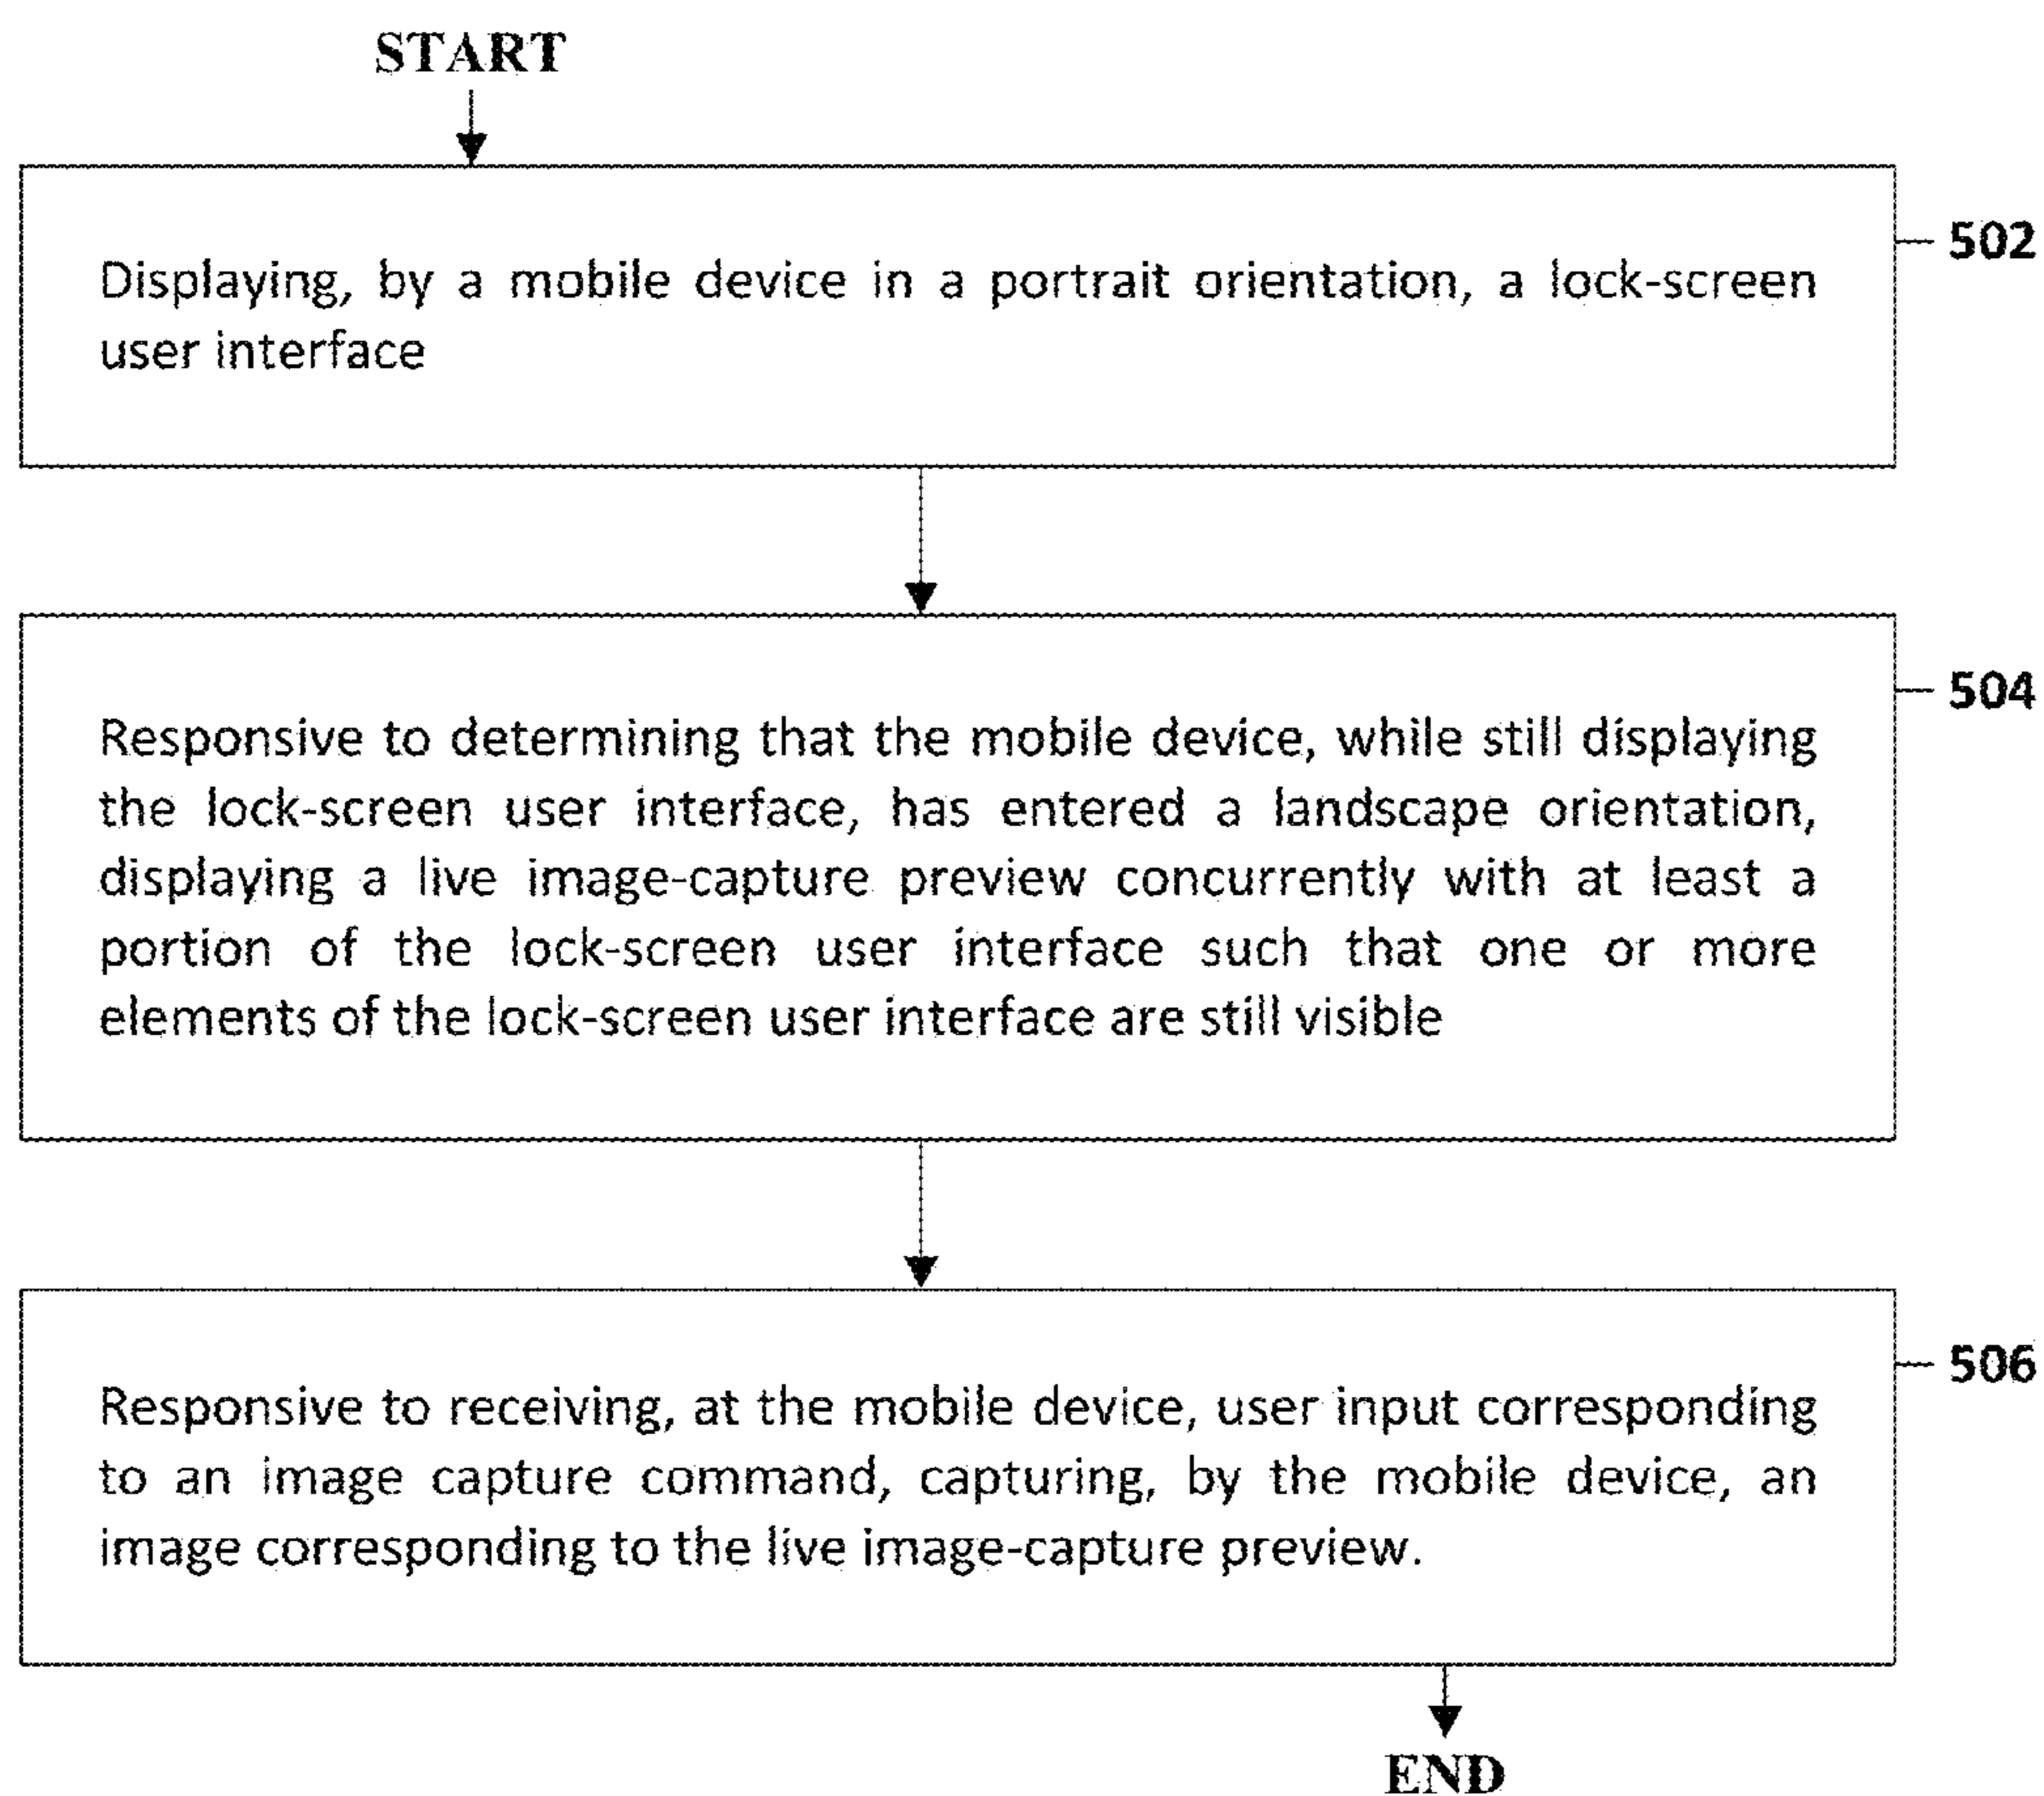 START
Displaying, by a mobile device in a portrait orientation, a lock-screen
user interface
502
Responsive to determining that the mobile device, while still displaying
the lock-screen user interface, has entered a landscape orientation,
displaying a live image-capture preview concurrently with at least a
portion of the lock-screen user interface such that one or more
elements of the lock-screen user interface are still visible
504
Responsive to receiving, at the mobile device, user input corresponding
to an image capture command, capturing, by the mobile device, an
image corresponding to the live image-capture preview.
506
END